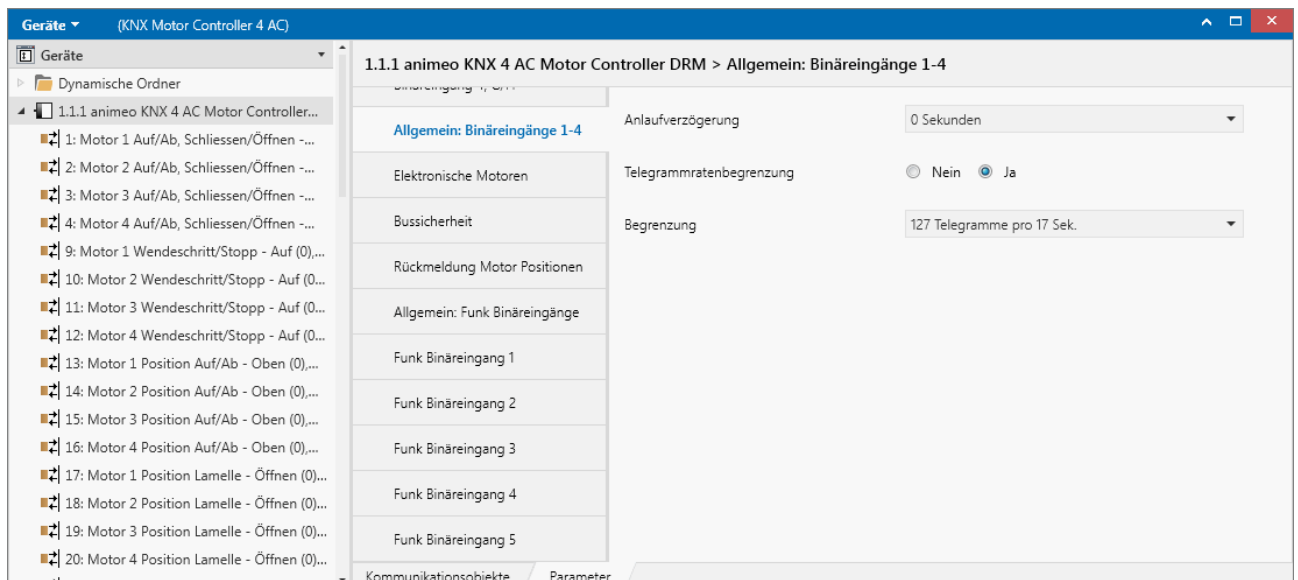 Geräte (KNX Motor Controller 4 AC)
Geräte
Dynamische Ordner
1.1.1 animeo KNX 4 AC Motor Controller...
1: Motor 1 Auf/Ab, Schliessen/Öffnen -...
2: Motor 2 Auf/Ab, Schliessen/Öffnen -...
3: Motor 3 Auf/Ab, Schliessen/Öffnen -...
4: Motor 4 Auf/Ab, Schliessen/Öffnen -...
9: Motor 1 Wendeschritt/Stopp - Auf (0),...
10: Motor 2 Wendeschritt/Stopp - Auf (0...
11: Motor 3 Wendeschritt/Stopp - Auf (0...
12: Motor 4 Wendeschritt/Stopp - Auf (0...
13: Motor 1 Position Auf/Ab - Oben (0),...
14: Motor 2 Position Auf/Ab - Oben (0),...
15: Motor 3 Position Auf/Ab - Oben (0),...
16: Motor 4 Position Auf/Ab - Oben (0),...
17: Motor 1 Position Lamelle - Öffnen (0)...
18: Motor 2 Position Lamelle - Öffnen (0)...
19: Motor 3 Position Lamelle - Öffnen (0)...
20: Motor 4 Position Lamelle - Öffnen (0)...
1.1.1 animeo KNX 4 AC Motor Controller DRM > Allgemein: Binäreingänge 1-4
Allgemein: Binäreingänge 1-4
Elektronische Motoren
Bussicherheit
Rückmeldung Motor Positionen
Allgemein: Funk Binäreingänge
Funk Binäreingang 1
Funk Binäreingang 2
Funk Binäreingang 3
Funk Binäreingang 4
Funk Binäreingang 5
Anlaufverzögerung 0 Sekunden
Telegrammratenbegrenzung Nein Ja
Begrenzung 127 Telegramme pro 17 Sek.
Kommunikationsobjekte Parameter